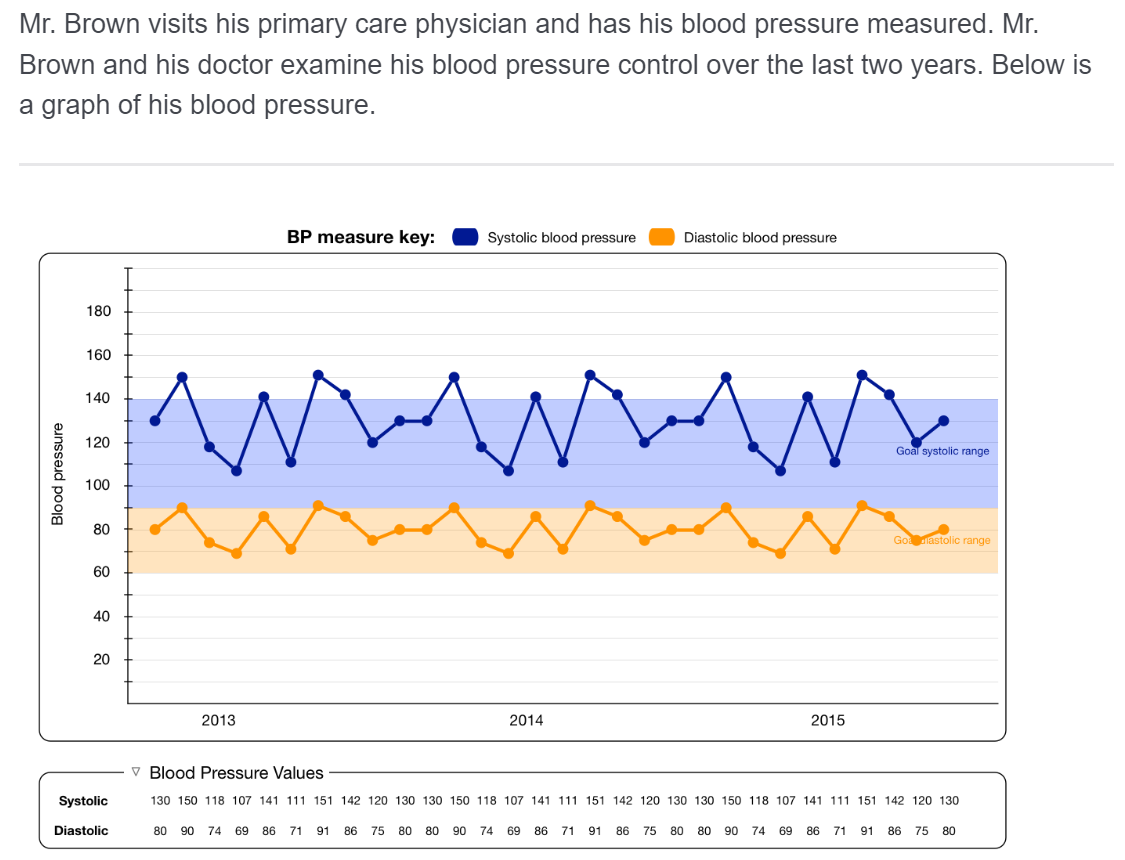 Mr. Brown visits his primary care physician and has his blood pressure measured. Mr.
Brown and his doctor examine his blood pressure control over the last two years. Below is
a graph of his blood pressure.
BP measure key: Systolic blood pressure Diastolic blood pressure
Blood pressure
180
160
140
120
100
80
60
40
20
Goal systolic range
Goal diastolic range
2013 2014 2015
▽ Blood Pressure Values
Systolic 130 150 118 107 141 111 151 142 120 130 130 150 118 107 141 111 151 142 120 130 130 150 118 107 141 111 151 142 120 130
Diastolic 80 90 74 69 86 71 91 86 75 80 80 90 74 69 86 71 91 86 75 80 80 90 74 69 86 71 91 86 75 80